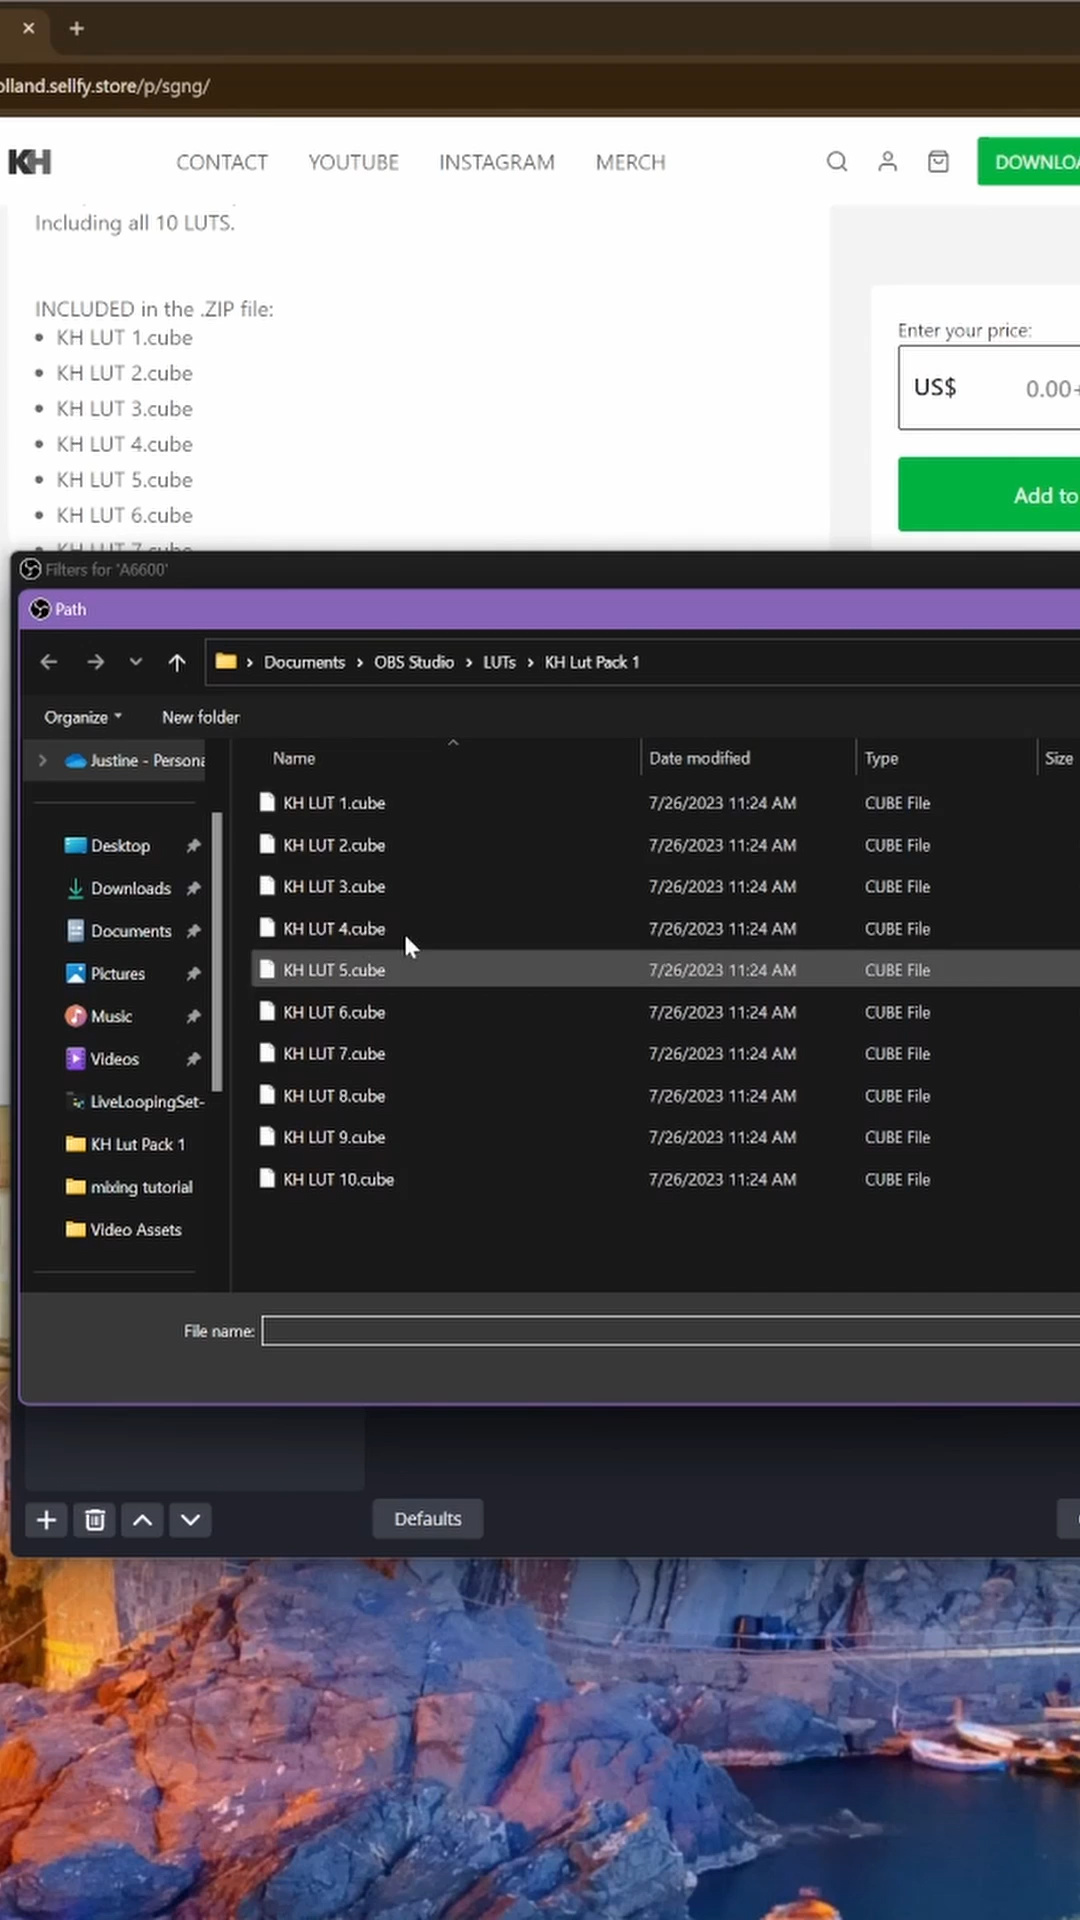 olland.sellfy.store/p/sgng/
KH
CONTACT
YOUTUBE
INSTAGRAM
MERCH
DOWNLOA
Including all 10 LUTS.
INCLUDED in the .ZIP file:
KH LUT 1.cube
KH LUT 2.cube
KH LUT 3.cube
KH LUT 4.cube
KH LUT 5.cube
KH LUT 6.cube
KH LUT 7.cube
Enter your price:
US$ 0.00+
Add to
Filters for 'A6600'
Path
Documents › OBS Studio › LUTs › KH Lut Pack 1
Organize
New folder
Justine - Persona
Desktop
Downloads
Documents
Pictures
Music
Videos
LiveLoopingSet-
KH Lut Pack 1
mixing tutorial
Video Assets
Name Date modified Type Size
KH LUT 1.cube 7/26/2023 11:24 AM CUBE File
KH LUT 2.cube 7/26/2023 11:24 AM CUBE File
KH LUT 3.cube 7/26/2023 11:24 AM CUBE File
KH LUT 4.cube 7/26/2023 11:24 AM CUBE File
KH LUT 5.cube 7/26/2023 11:24 AM CUBE File
KH LUT 6.cube 7/26/2023 11:24 AM CUBE File
KH LUT 7.cube 7/26/2023 11:24 AM CUBE File
KH LUT 8.cube 7/26/2023 11:24 AM CUBE File
KH LUT 9.cube 7/26/2023 11:24 AM CUBE File
KH LUT 10.cube 7/26/2023 11:24 AM CUBE File
File name:
Defaults